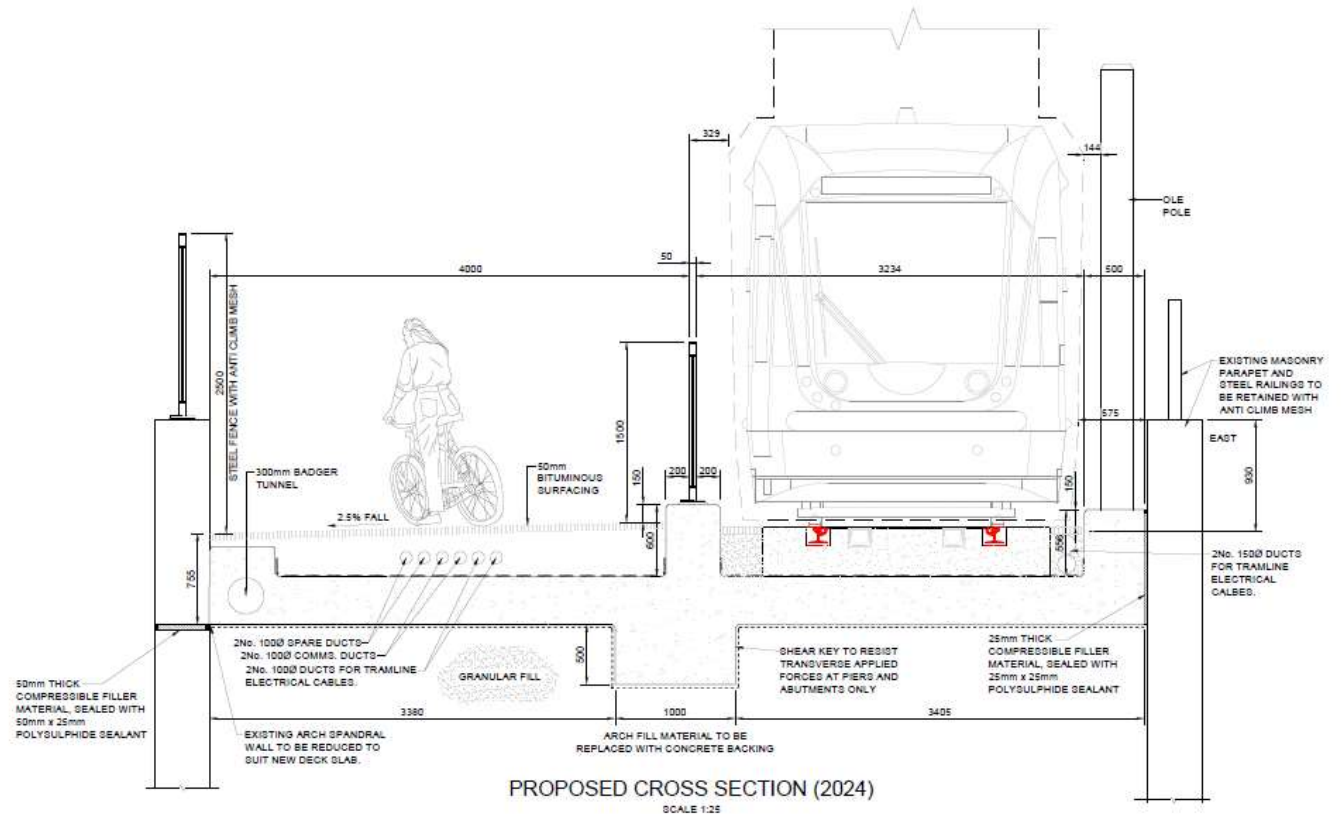 329
144
OLE
POLE
50
4000
3234
500
2500
STEEL FENCE WITH ANTI CLIMB MESH
1500
EXISTING MASONRY
PARAPET AND
STEEL RAILINGS TO
BE RETAINED WITH
ANTI CLIMB MESH
575
EAST
930
300mm BADGER
TUNNEL
50mm
BITUMINOUS
SURFACING
150
200
200
150
2.5% FALL
600
556
755
2No. 150Ø DUCTS
FOR TRAMLINE
ELECTRICAL
CALBES.
2No. 100Ø SPARE DUCTS
2No. 100Ø COMMS. DUCTS
2No. 100Ø DUCTS FOR TRAMLINE
ELECTRICAL CABLES.
GRANULAR FILL
500
SHEAR KEY TO RESIST
TRANSVERSE APPLIED
FORCES AT PIERS AND
ABUTMENTS ONLY
25mm THICK
COMPRESSIBLE FILLER
MATERIAL, SEALED WITH
25mm x 25mm
POLYSULPHIDE SEALANT
50mm THICK
COMPRESSIBLE FILLER
MATERIAL, SEALED WITH
50mm x 25mm
POLYSULPHIDE SEALANT
3380
1000
3405
EXISTING ARCH SPANDRAL
WALL TO BE REDUCED TO
SUIT NEW DECK SLAB.
ARCH FILL MATERIAL TO BE
REPLACED WITH CONCRETE BACKING
PROPOSED CROSS SECTION (2024)
SCALE 1:25